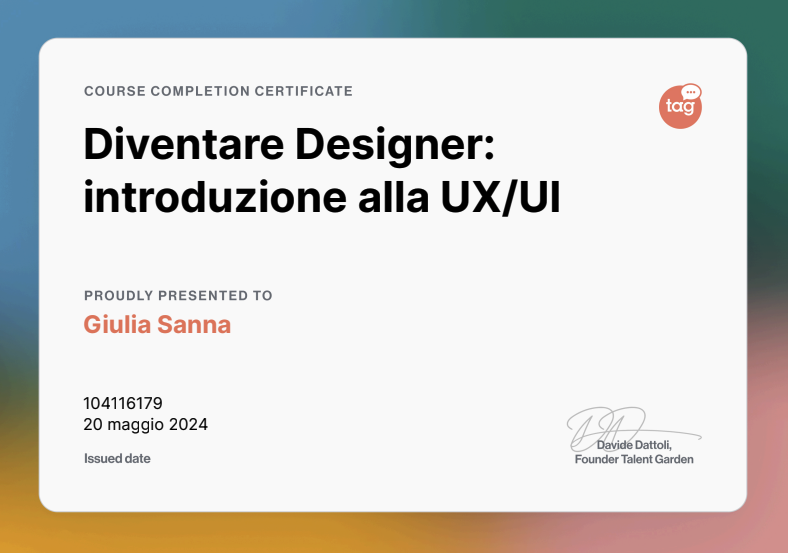 COURSE COMPLETION CERTIFICATE
tag
Diventare Designer:
introduzione alla UX/UI
PROUDLY PRESENTED TO
Giulia Sanna
104116179
20 maggio 2024
Issued date
Davide Dattoli,
Founder Talent Garden